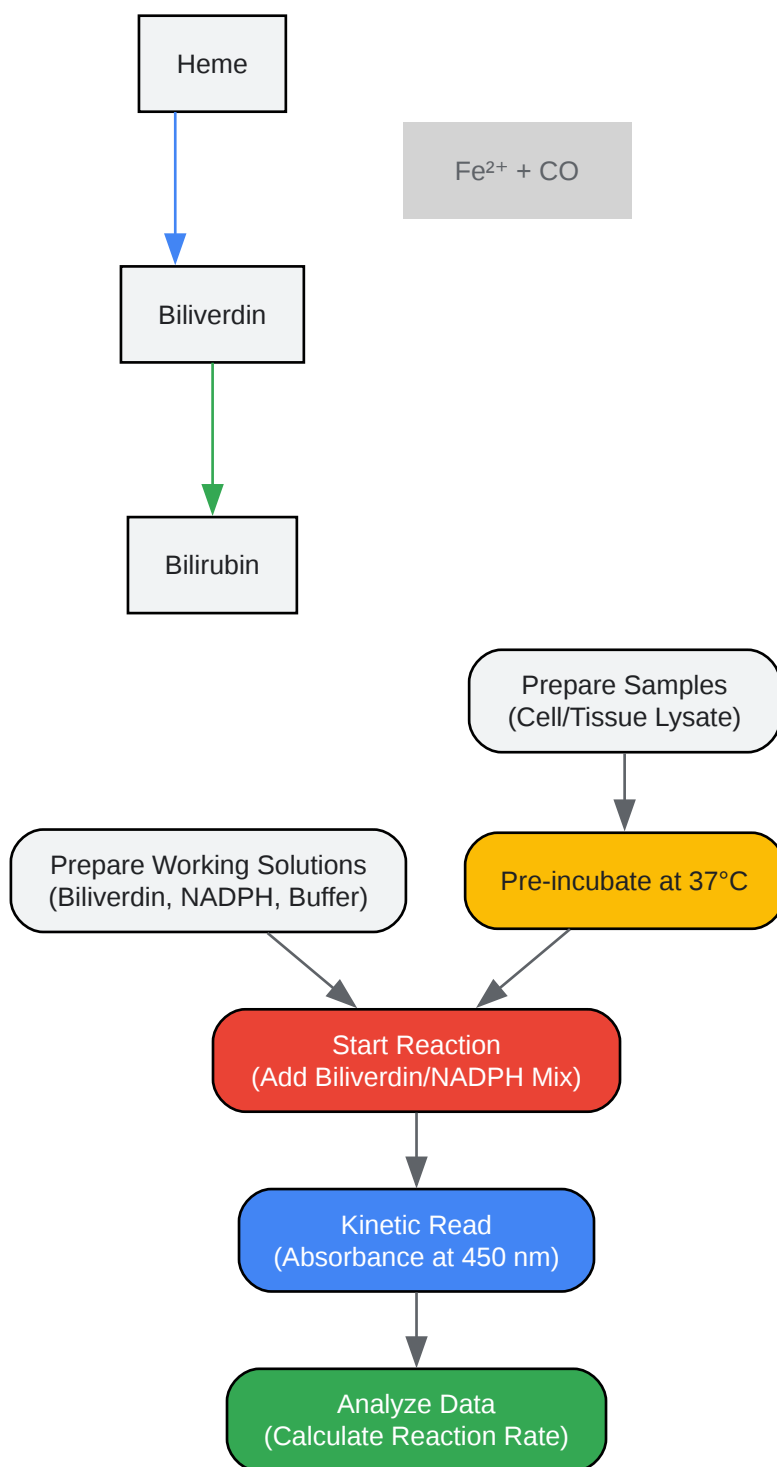 Heme
Fe²⁺ + CO
Biliverdin
Bilirubin
Prepare Samples
(Cell/Tissue Lysate)
Prepare Working Solutions
(Biliverdin, NADPH, Buffer)
Pre-incubate at 37°C
Start Reaction
(Add Biliverdin/NADPH Mix)
Kinetic Read
(Absorbance at 450 nm)
Analyze Data
(Calculate Reaction Rate)